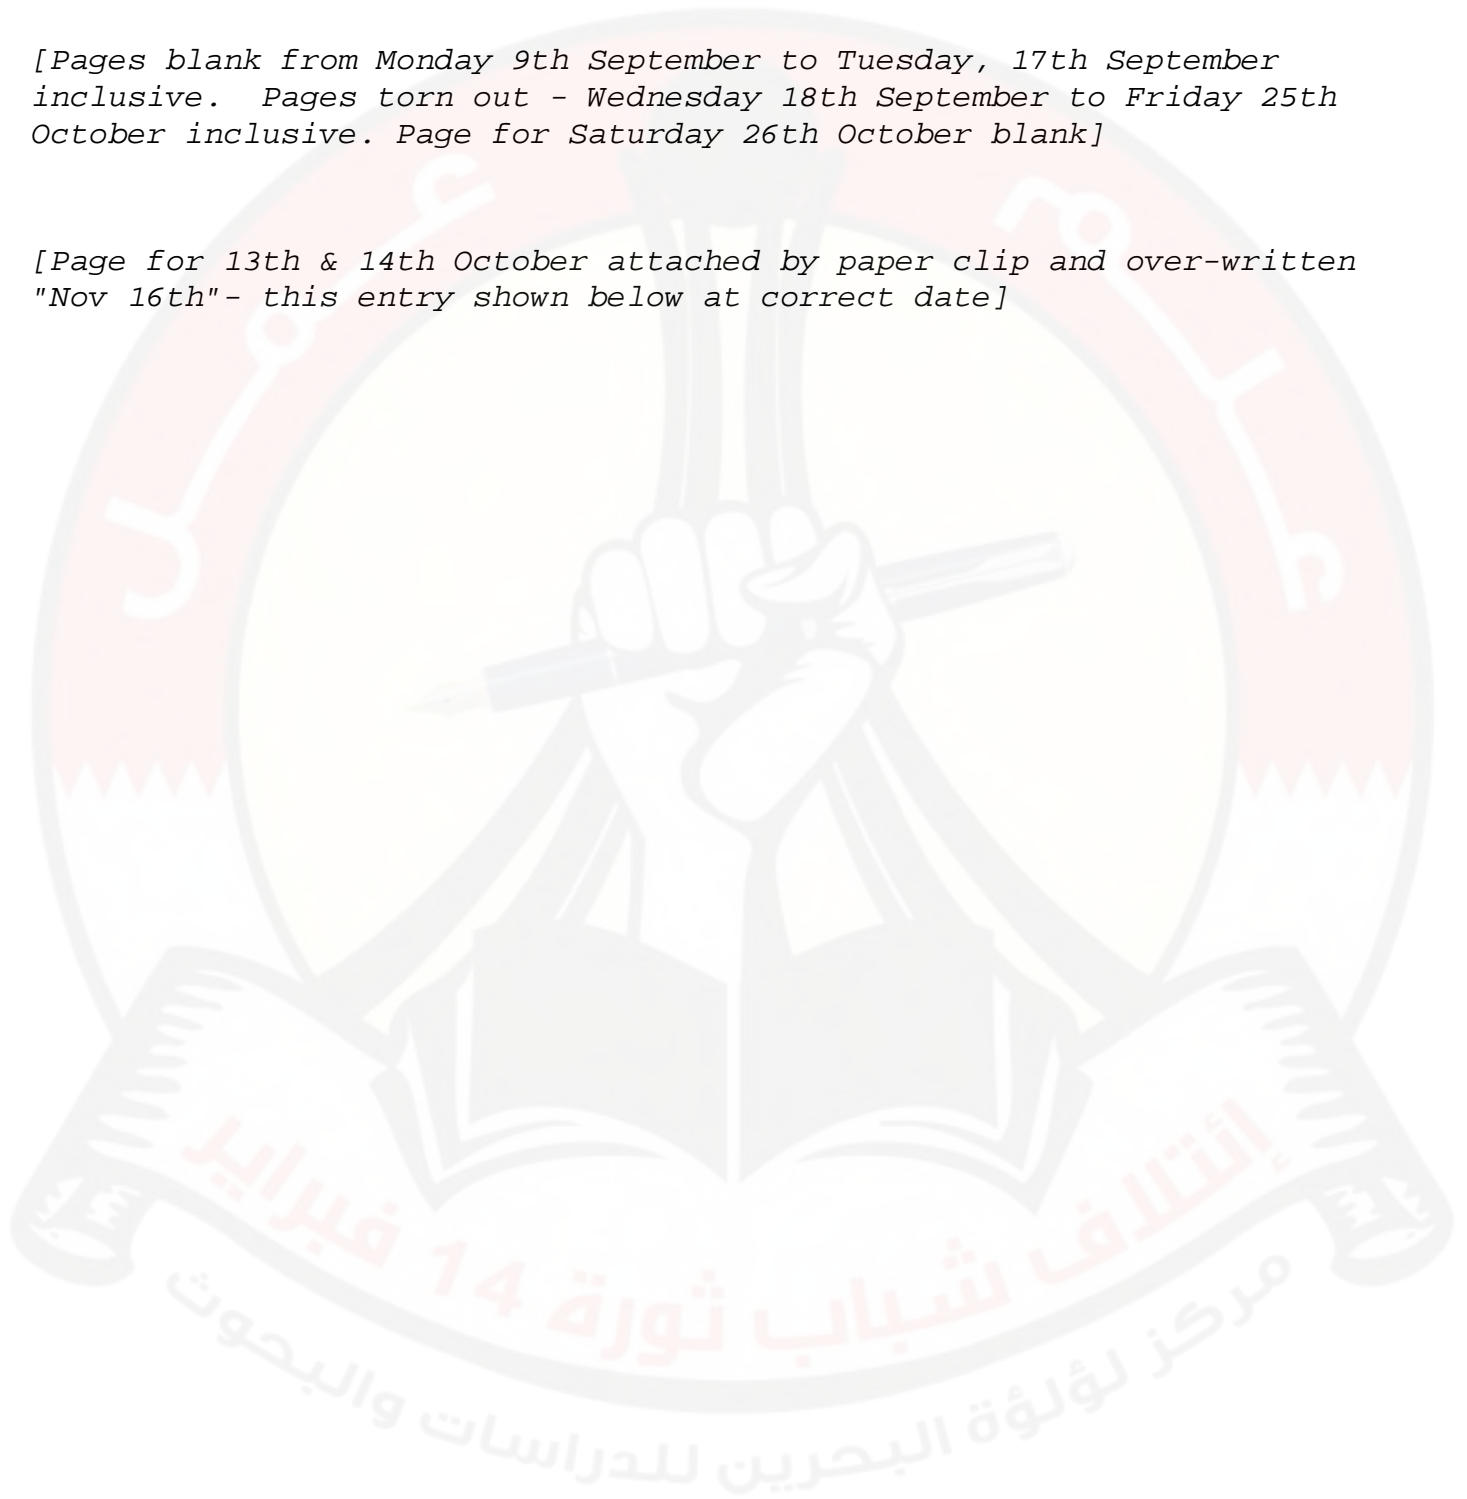 [Pages blank from Monday 9th September to Tuesday, 17th September
inclusive.  Pages torn out - Wednesday 18th September to Friday 25th
October inclusive. Page for Saturday 26th October blank]
[Page for 13th & 14th October attached by paper clip and over-written
"Nov 16th"- this entry shown below at correct date]
علم
عمل
إئتلاف شباب ثورة 14 فبراير
مركز لؤلؤة البحرين للدراسات والبحوث